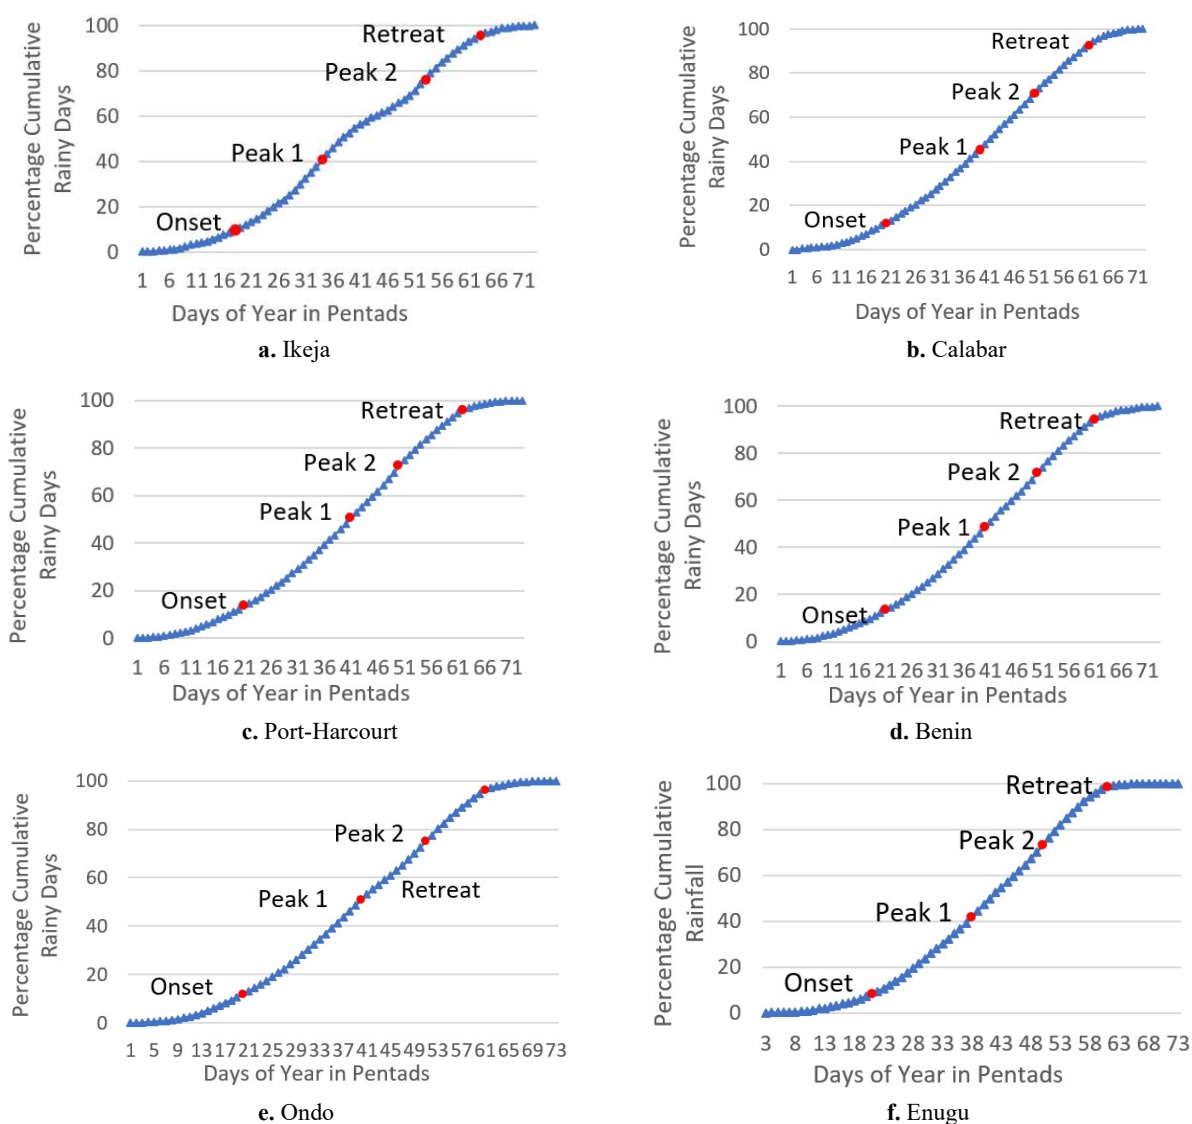 Percentage Cumulative
Rainy Days
100
80
60
40
20
0
Retreat
Peak 2
Peak 1
Onset
1 6 11 16 21 26 31 36 41 46 51 56 61 66 71
Days of Year in Pentads
a. Ikeja
Percentage Cumulative
Rainy Days
100
80
60
40
20
0
Retreat
Peak 2
Peak 1
Onset
1 6 11 16 21 26 31 36 41 46 51 56 61 66 71
Days of Year in Pentads
b. Calabar
Percentage Cumulative
Rainy Days
100
80
60
40
20
0
Retreat
Peak 2
Peak 1
Onset
1 6 11 16 21 26 31 36 41 46 51 56 61 66 71
Days of Year in Pentads
c. Port-Harcourt
Percentage Cumulative
Rainy Days
100
80
60
40
20
0
Retreat
Peak 2
Peak 1
Onset
1 6 11 16 21 26 31 36 41 46 51 56 61 66 71
Days of Year in Pentads
d. Benin
Percentage Cumulative
Rainy Days
100
80
60
40
20
0
Peak 2
Retreat
Peak 1
Onset
1 5 9 13 17 21 25 29 33 37 41 45 49 53 57 61 65 69 73
Days of Year in Pentads
e. Ondo
Percentage Cumulative
Rainfall
100
80
60
40
20
0
Retreat
Peak 2
Peak 1
Onset
3 8 13 18 23 28 33 38 43 48 53 58 63 68 73
Days of Year in Pentads
f. Enugu